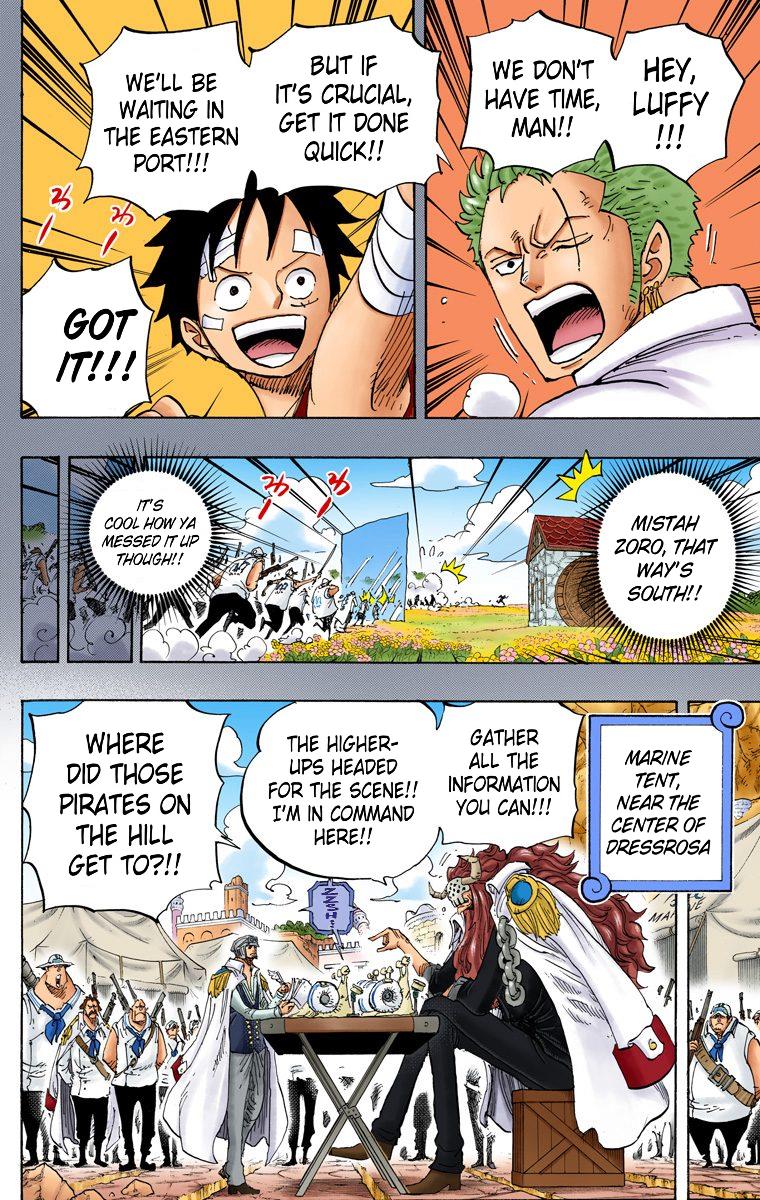 HEY,
LUFFY
!!!
WE DON'T
HAVE TIME,
MAN!!
BUT IF
IT'S CRUCIAL,
GET IT DONE
QUICK!!
WE'LL BE
WAITING IN
THE EASTERN
PORT!!!
GOT
IT!!!
MISTAH
ZORO, THAT
WAY'S
SOUTH!!
IT'S
COOL HOW YA
MESSED IT UP
THOUGH!!
MARINE
TENT,
NEAR THE
CENTER OF
DRESSROSA
GATHER
ALL THE
INFORMATION
YOU CAN!!!
THE HIGHER-
UPS HEADED
FOR THE SCENE!!
I'M IN COMMAND
HERE!!
WHERE
DID THOSE
PIRATES ON
THE HILL
GET TO?!!